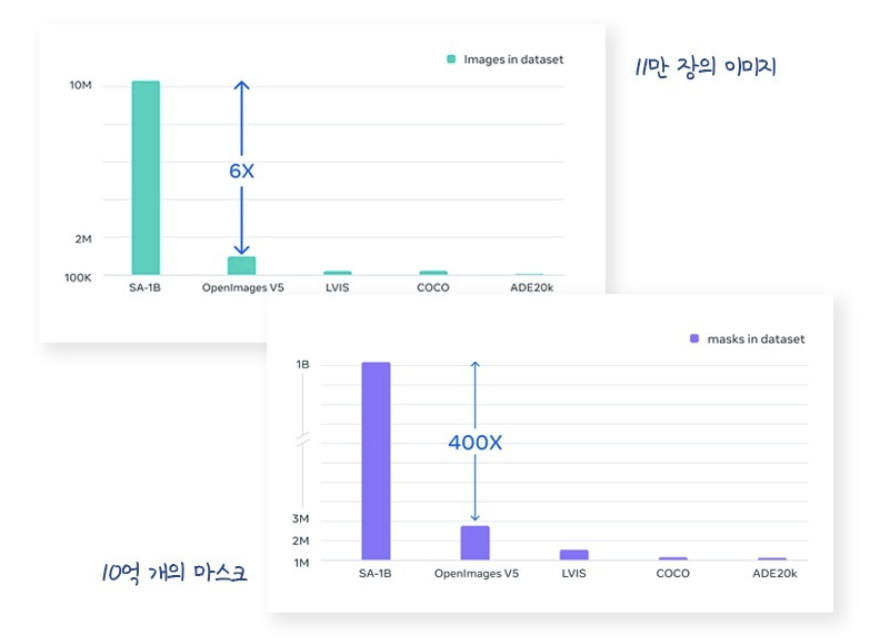 Images in dataset
11만 장의 이미지
10M
6X
2M
100K
SA-1B OpenImages V5 LVIS COCO ADE20k
masks in dataset
1B
400X
3M
2M
1M
SA-1B OpenImages V5 LVIS COCO ADE20k
10억 개의 마스크